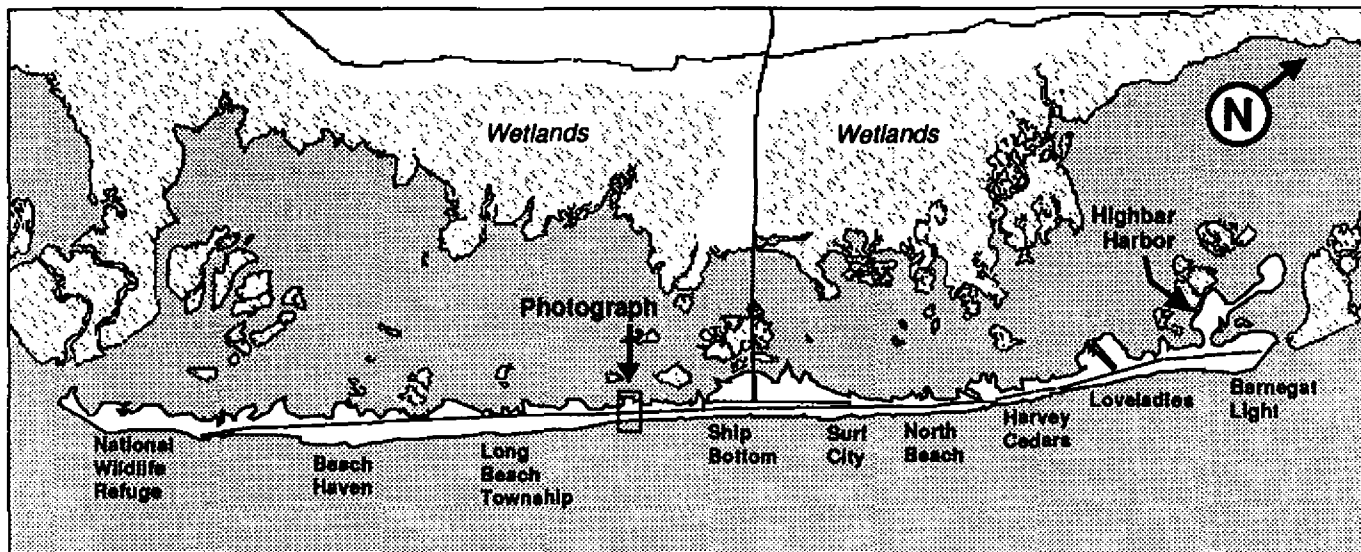 Wetlands
Wetlands
N
Highbar
Harbor
Photograph
National
Wildlife
Refuge
Beach
Haven
Long
Beach
Township
Ship
Bottom
Surf
City
North
Beach
Harvey
Cedars
Loveladies
Barnegat
Light